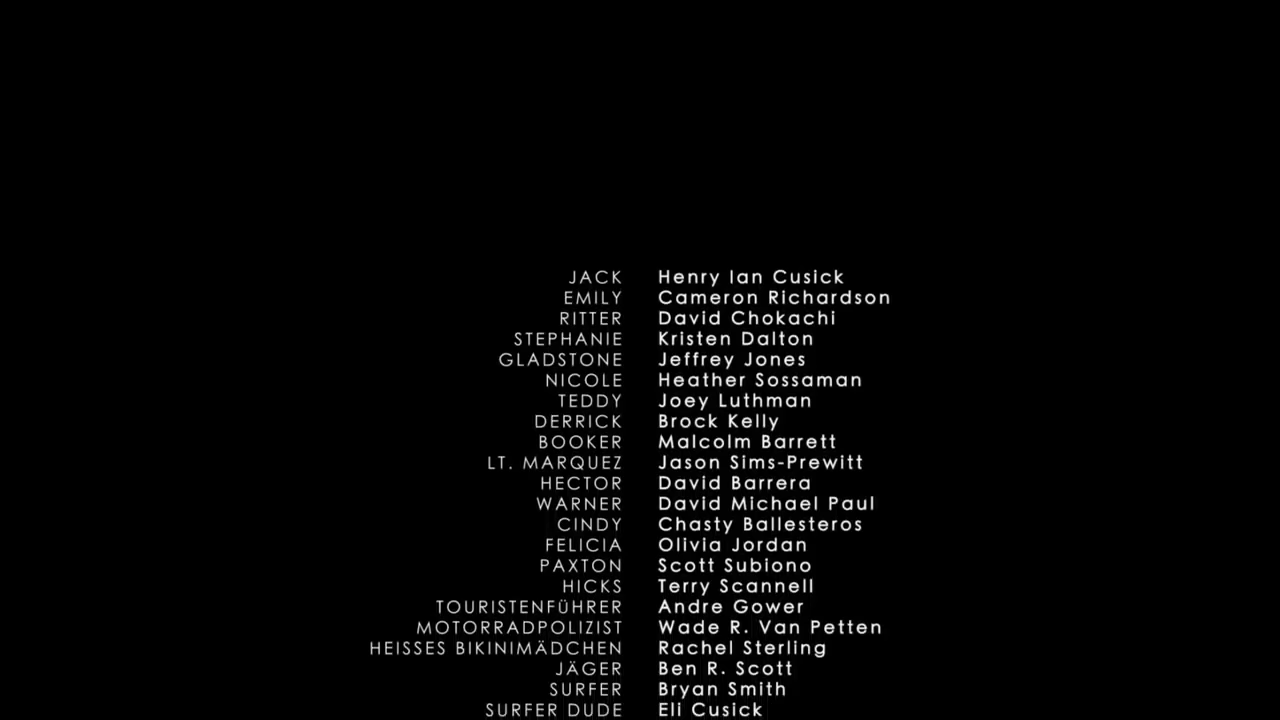 JACK Henry Ian Cusick
EMILY Cameron Richardson
RITTER David Chokachi
STEPHANIE Kristen Dalton
GLADSTONE Jeffrey Jones
NICOLE Heather Sossaman
TEDDY Joey Luthman
DERRICK Brock Kelly
BOOKER Malcolm Barrett
LT. MARQUEZ Jason Sims-Prewitt
HECTOR David Barrera
WARNER David Michael Paul
CINDY Chasty Ballesteros
FELICIA Olivia Jordan
PAXTON Scott Subiono
HICKS Terry Scannell
TOURISTENFÜHRER Andre Gower
MOTORRADPOLIZIST Wade R. Van Petten
HEISSES BIKINIMÄDCHEN Rachel Sterling
JÄGER Ben R. Scott
SURFER Bryan Smith
SURFER DUDE Eli Cusick